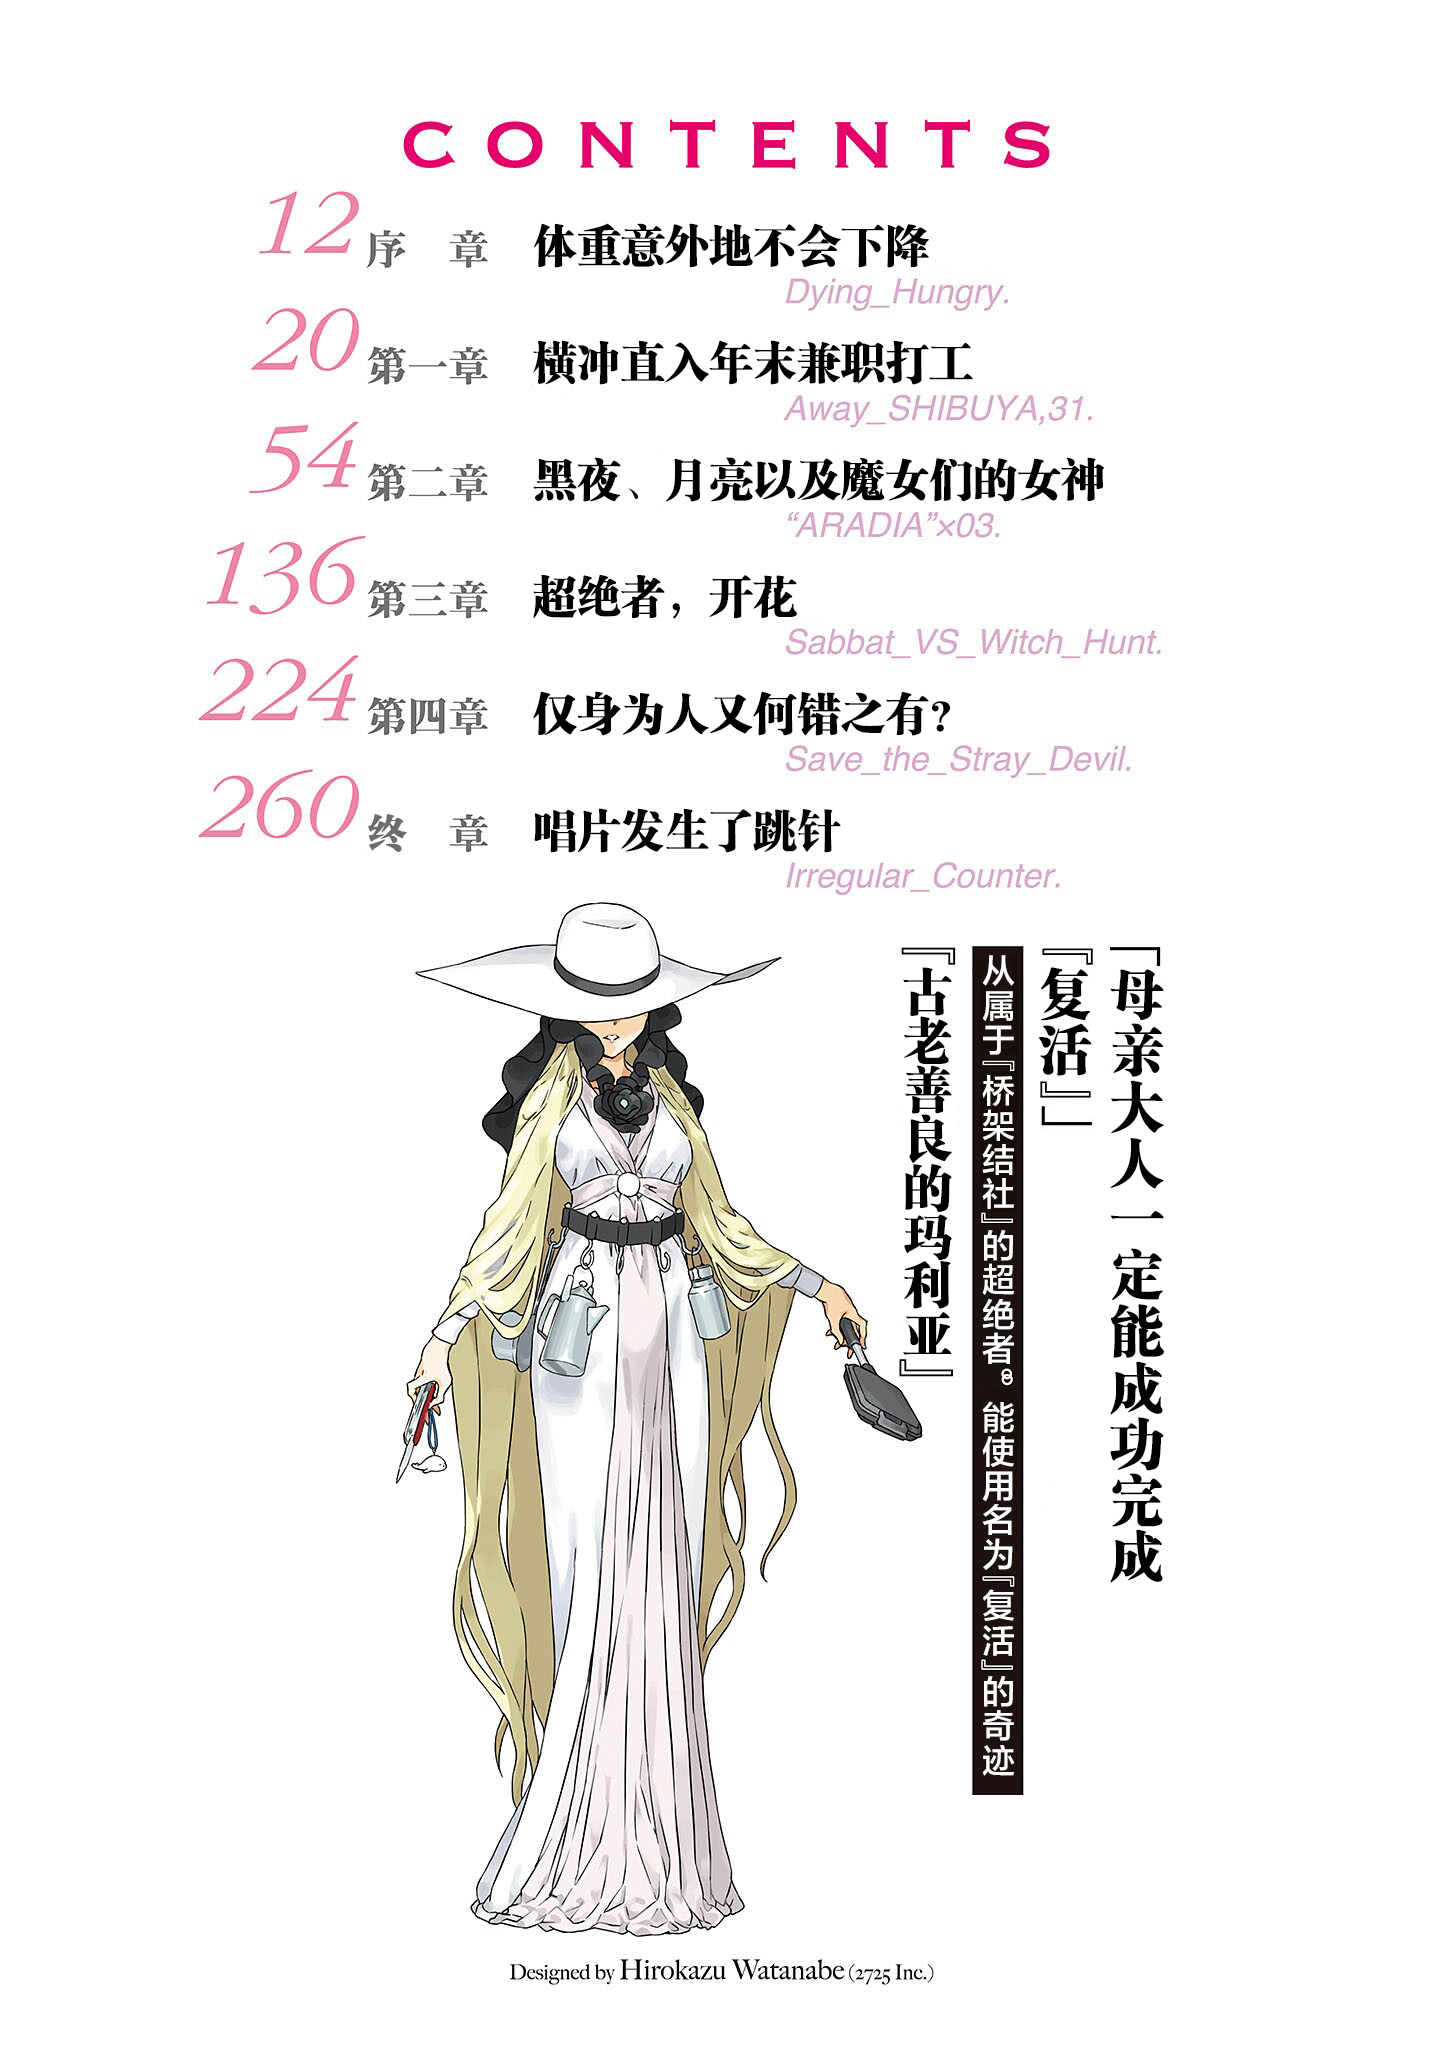 CONTENTS
12 序　章　体重意外地不会下降
Dying_Hungry.
20 第一章　横冲直入年末兼职打工
Away_SHIBUYA,31.
54 第二章　黑夜、月亮以及魔女们的女神
“ARADIA”×03.
136 第三章　超绝者，开花
Sabbat_VS_Witch_Hunt.
224 第四章　仅身为人又何错之有?
Save_the_Stray_Devil.
260 终　章　唱片发生了跳针
Irregular_Counter.
「母亲大人一定能成功完成
『复活』」
从属于『桥架结社』的超绝者。能使用名为『复活』的奇迹
『古老善良的玛利亚』
Designed by Hirokazu Watanabe (2725 Inc.)